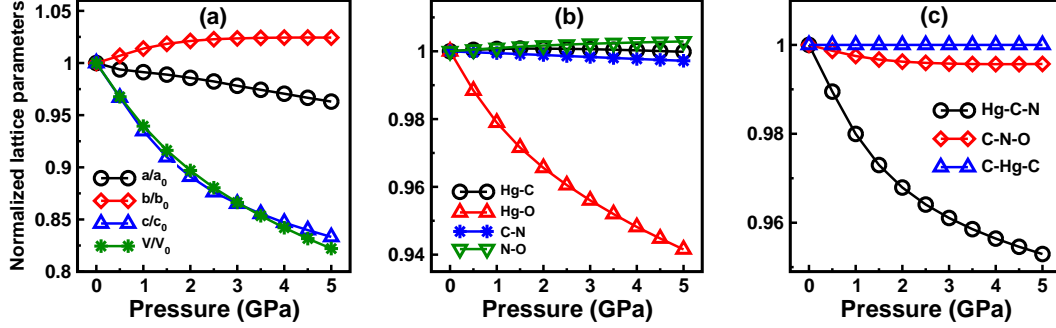 Normalized lattice parameters
(a)
1
0.95
0.9
0.85
0.8
a/a0
b/b0
c/c0
V/V0
0 1 2 3 4 5
Pressure (GPa)
(b)
1
0.98
0.96
0.94
Hg-C
Hg-O
C-N
N-O
0 1 2 3 4 5
Pressure (GPa)
(c)
1
0.98
0.96
Hg-C-N
C-N-O
C-Hg-C
0 1 2 3 4 5
Pressure (GPa)